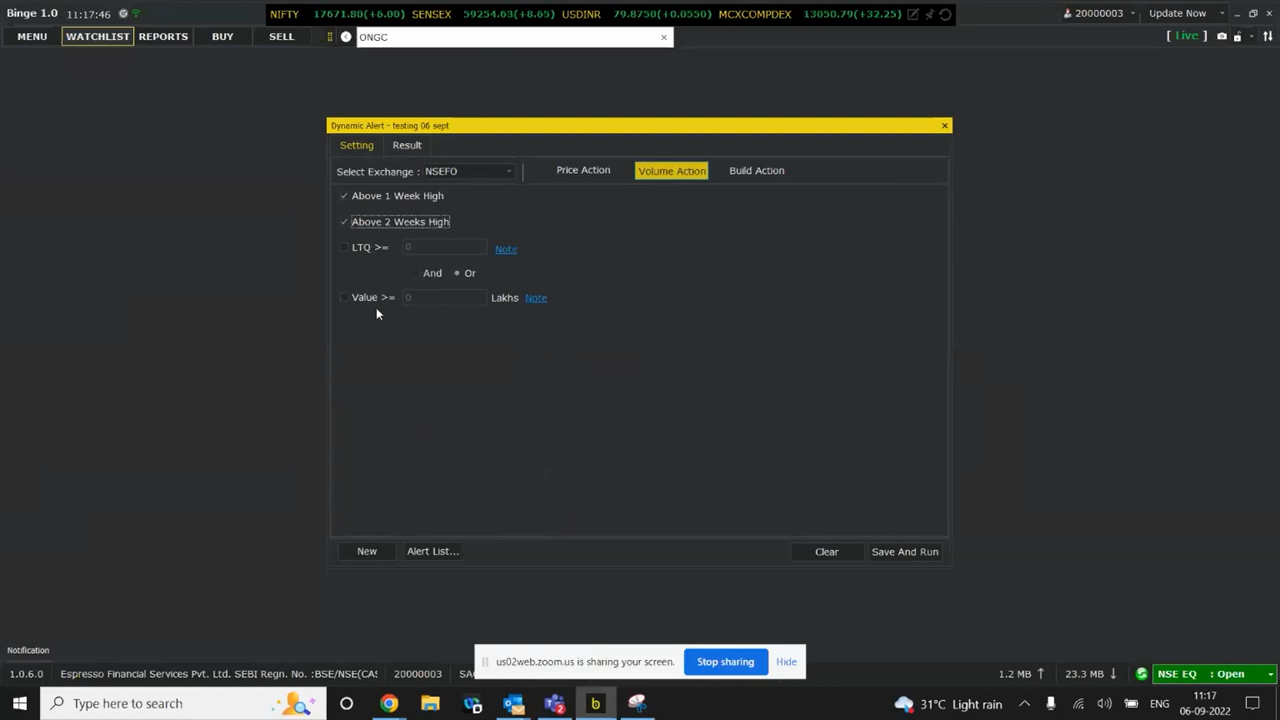 Binge 1.0 11:17:46 NIFTY 17671.80(+6.00) SENSEX 59254.63(+8.65) USDINR 79.8750(+0.0550) MCXCOMPDEX 13050.79(+32.25) 20000003 Update Now
MENU WATCHLIST REPORTS BUY SELL ONGC [ Live ]
Dynamic Alert - testing 06 sept
Setting Result
Select Exchange : NSEFO Price Action Volume Action Build Action
Above 1 Week High
Above 2 Weeks High
LTQ >= 0 Note
And Or
Value >= 0 Lakhs Note
New Alert List... Clear Save And Run
Notification
us02web.zoom.us is sharing your screen. Stop sharing Hide
1.0.6.0 Espresso Financial Services Pvt. Ltd. SEBI Regn. No. :BSE/NSE(CAS 20000003 1.2 MB 23.3 MB NSE EQ : Open
Type here to search 31°C Light rain ENG 11:17
06-09-2022